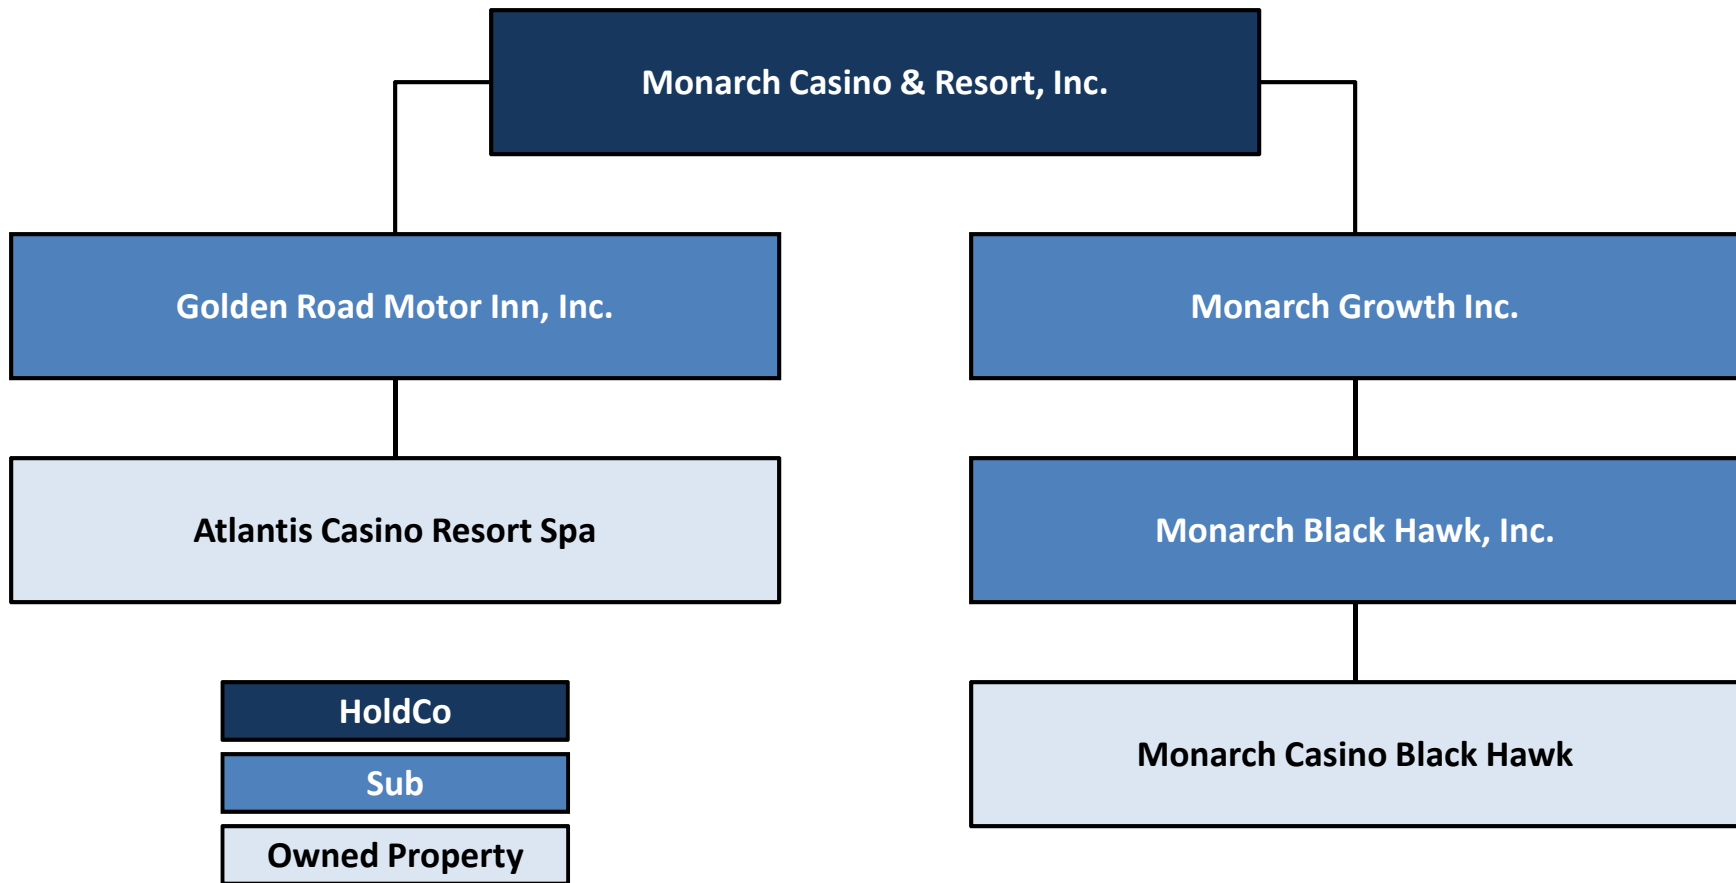 Monarch Casino & Resort, Inc.
Golden Road Motor Inn, Inc.
Monarch Growth Inc.
Atlantis Casino Resort Spa
Monarch Black Hawk, Inc.
HoldCo
Sub
Monarch Casino Black Hawk
Owned Property